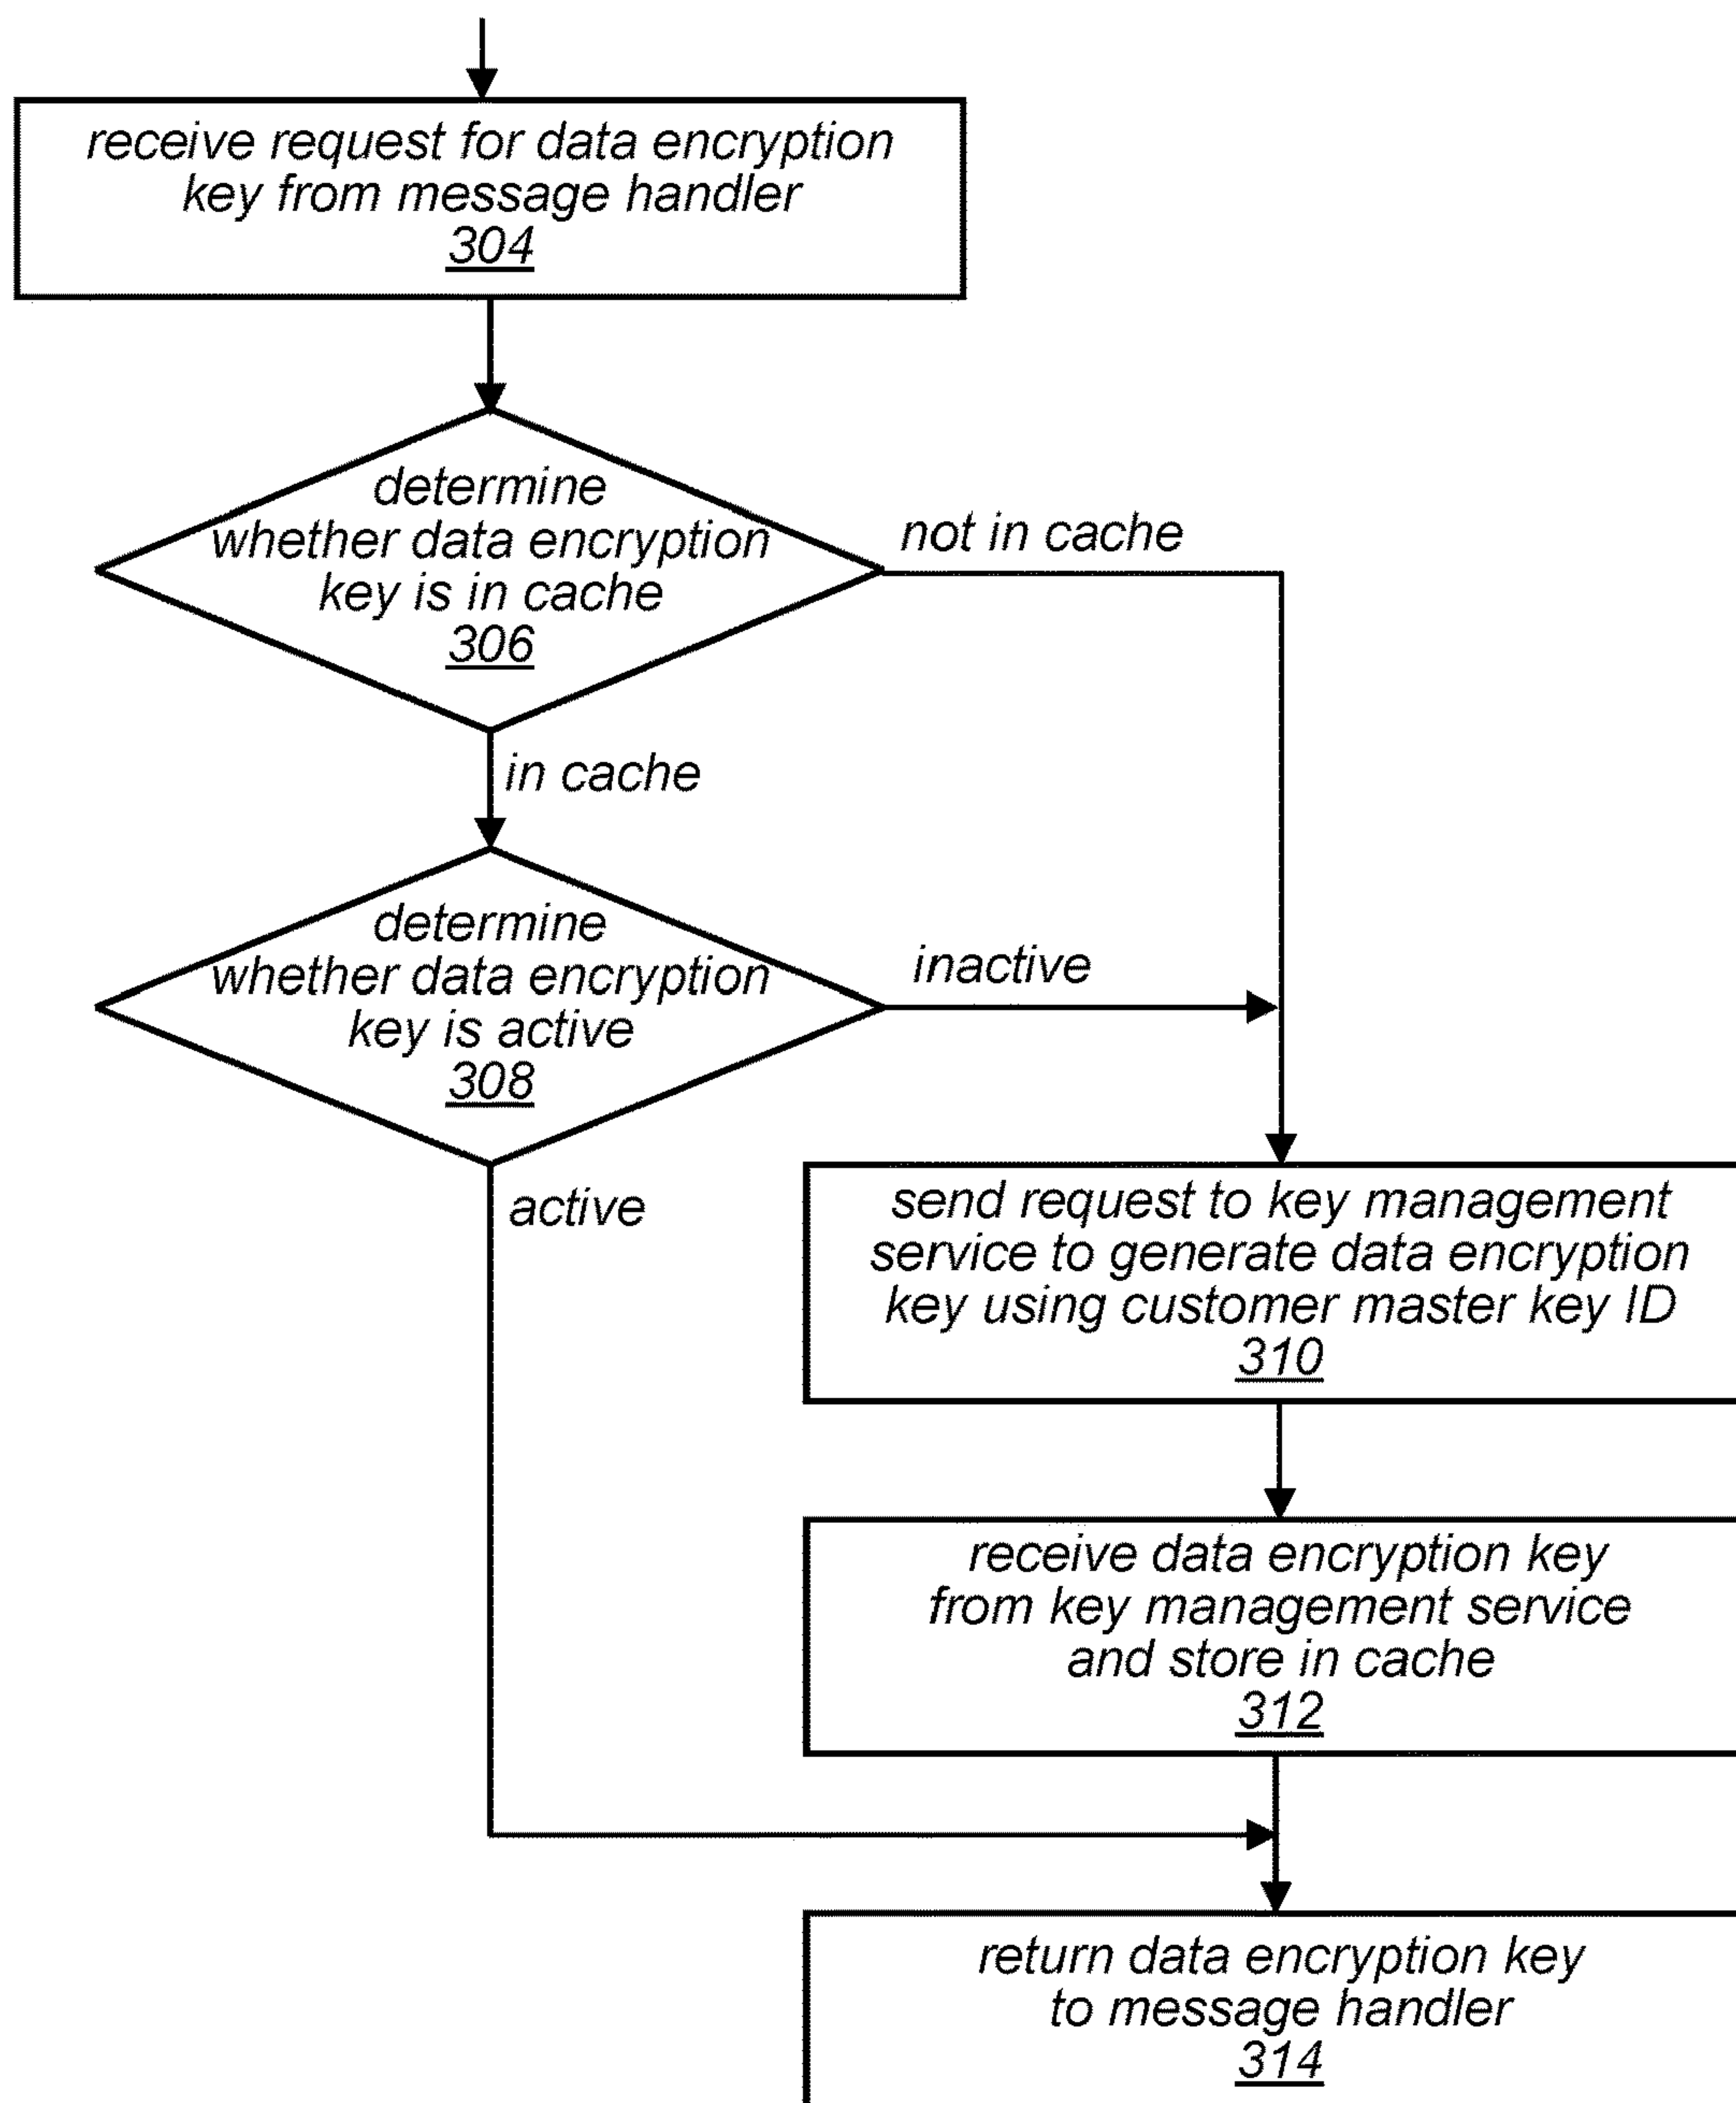 receive request for data encryption
key from message handler
304
determine
whether data encryption
key is in cache
306
not in cache
in cache
determine
whether data encryption
key is active
308
inactive
active
send request to key management
service to generate data encryption
key using customer master key ID
310
receive data encryption key
from key management service
and store in cache
312
return data encryption key
to message handler
314